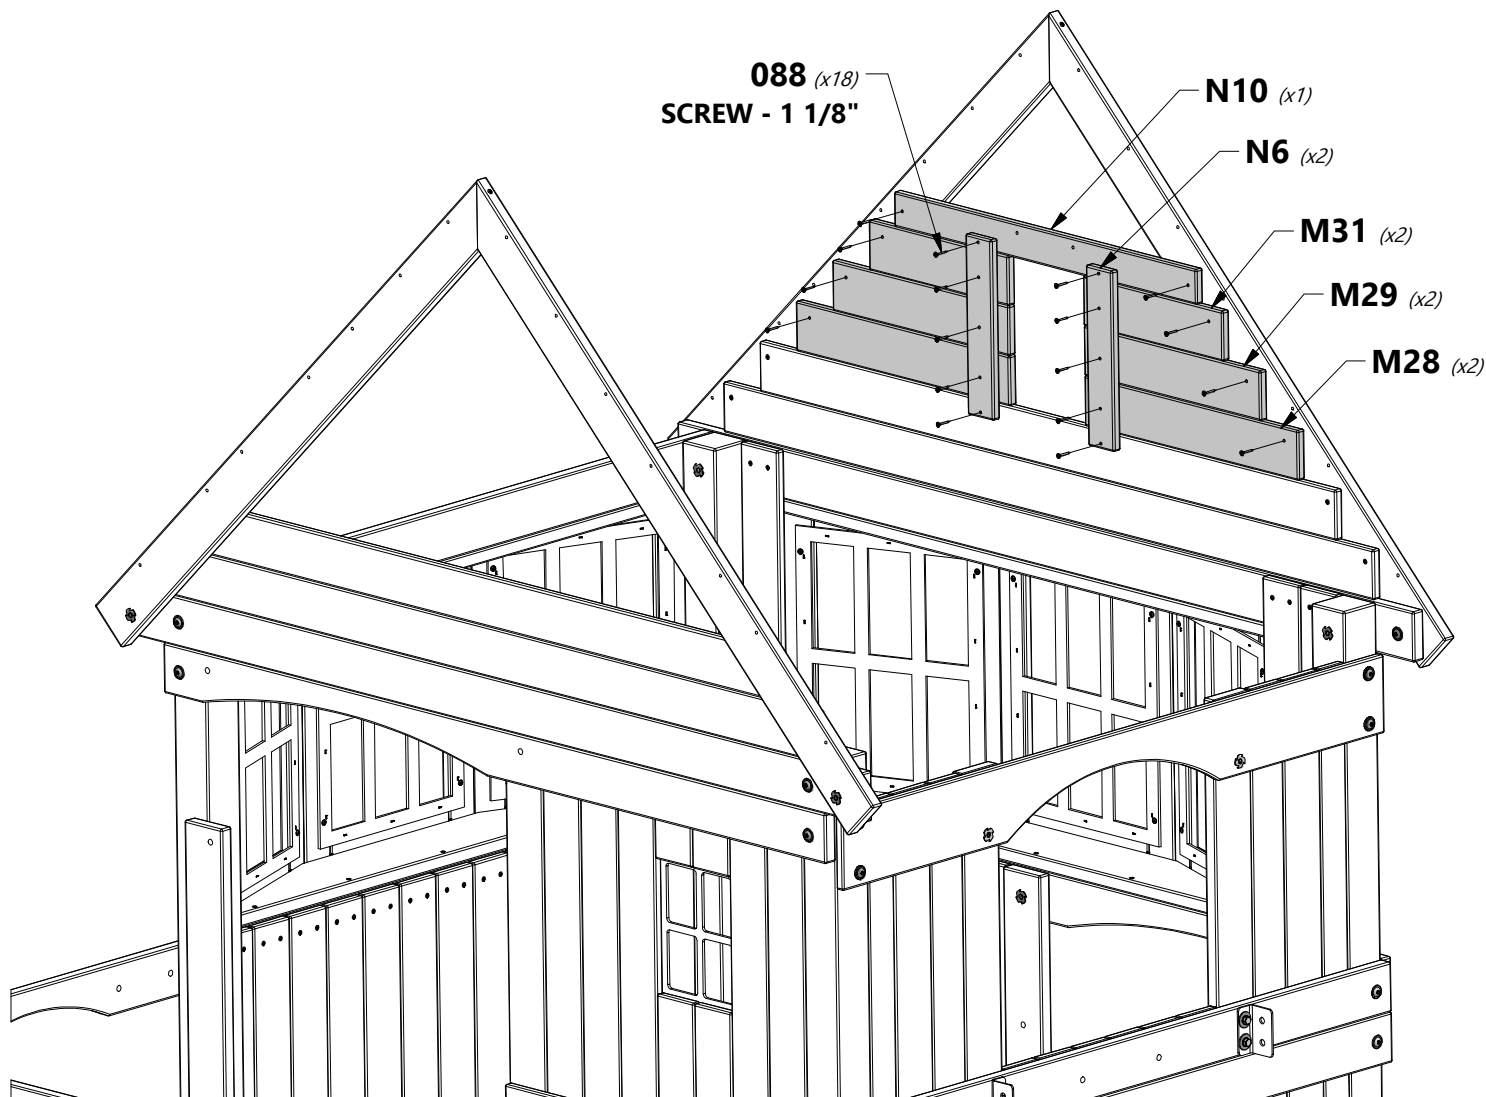 088 (x18)
SCREW - 1 1/8"
N10 (x1)
N6 (x2)
M31 (x2)
M29 (x2)
M28 (x2)